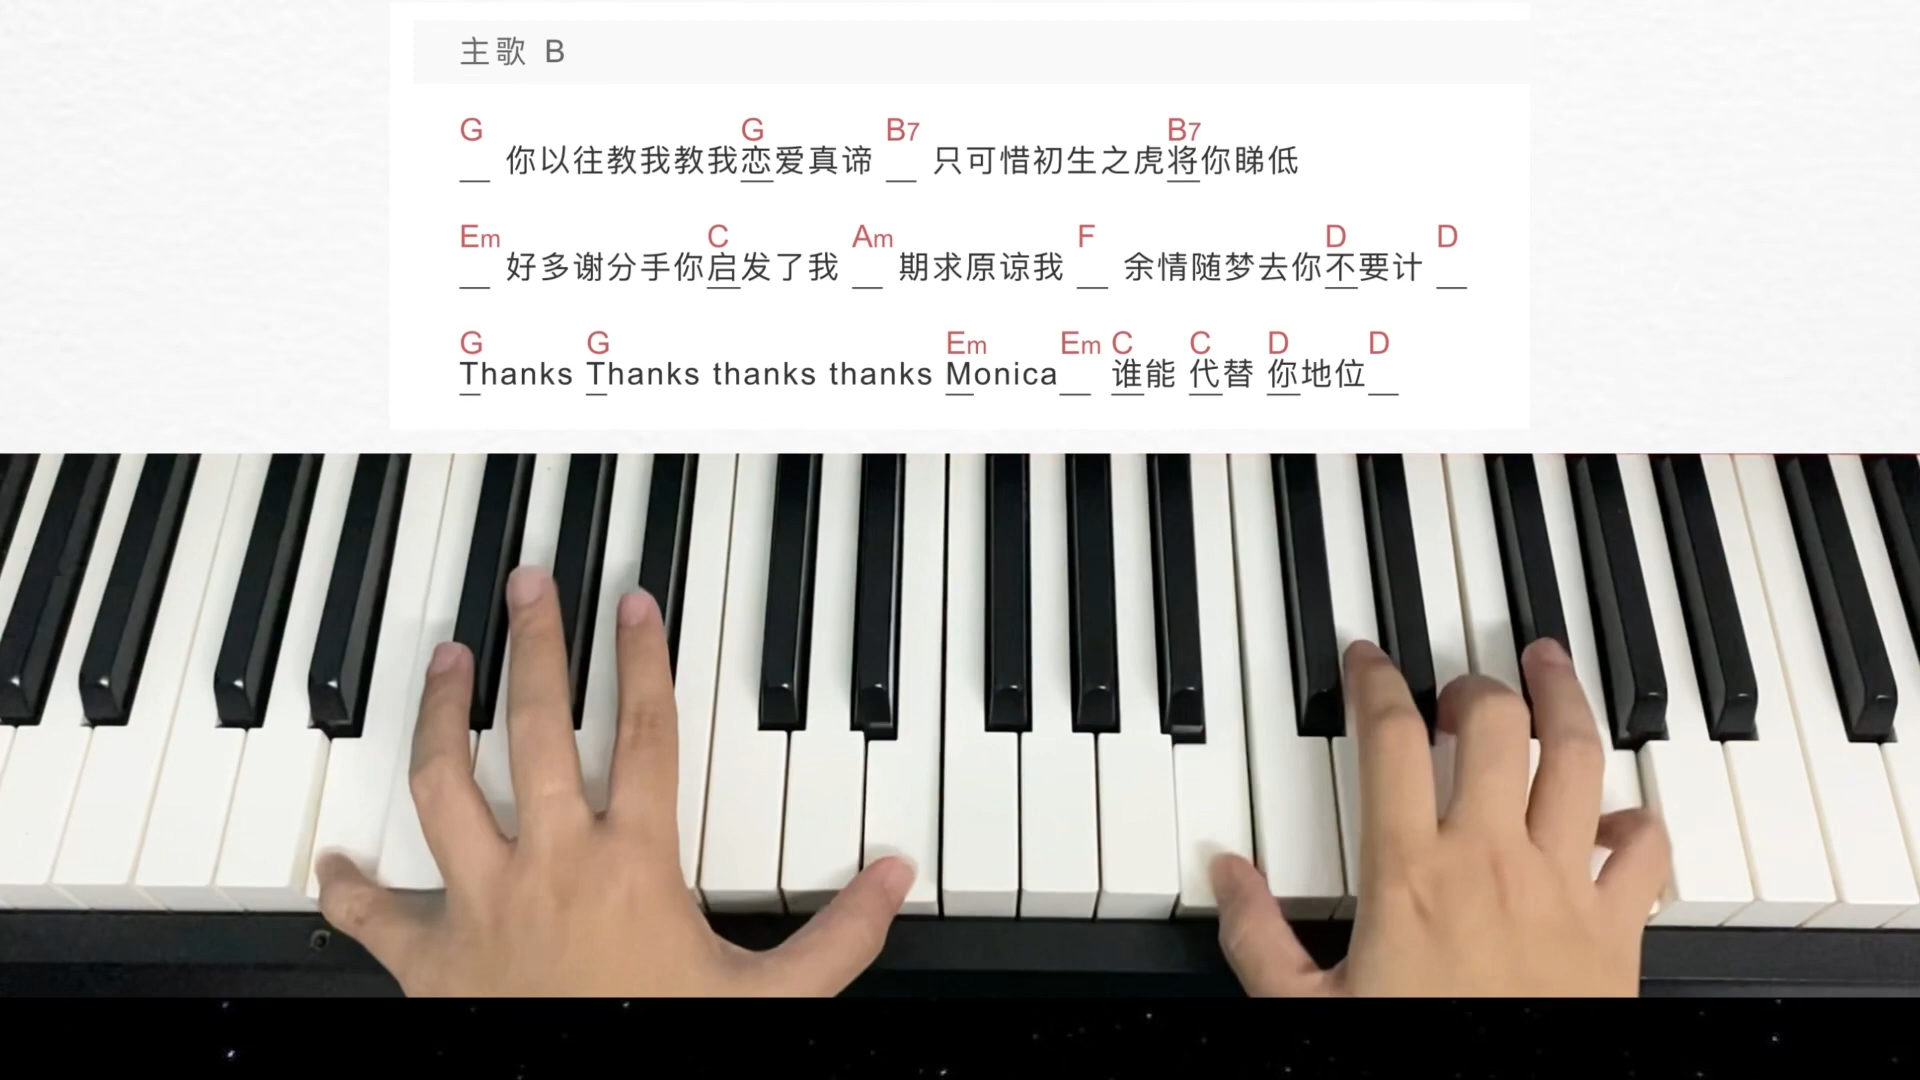 主歌 B
G G B7 B7
你以往教我教我恋爱真谛 __ 只可惜初生之虎将你睇低
Em C Am F D D
__ 好多谢分手你启发了我 __ 期求原谅我 __ 余情随梦去你不要计 __
G G Em Em C C D D
Thanks Thanks thanks thanks Monica__ 谁能 代替 你地位__